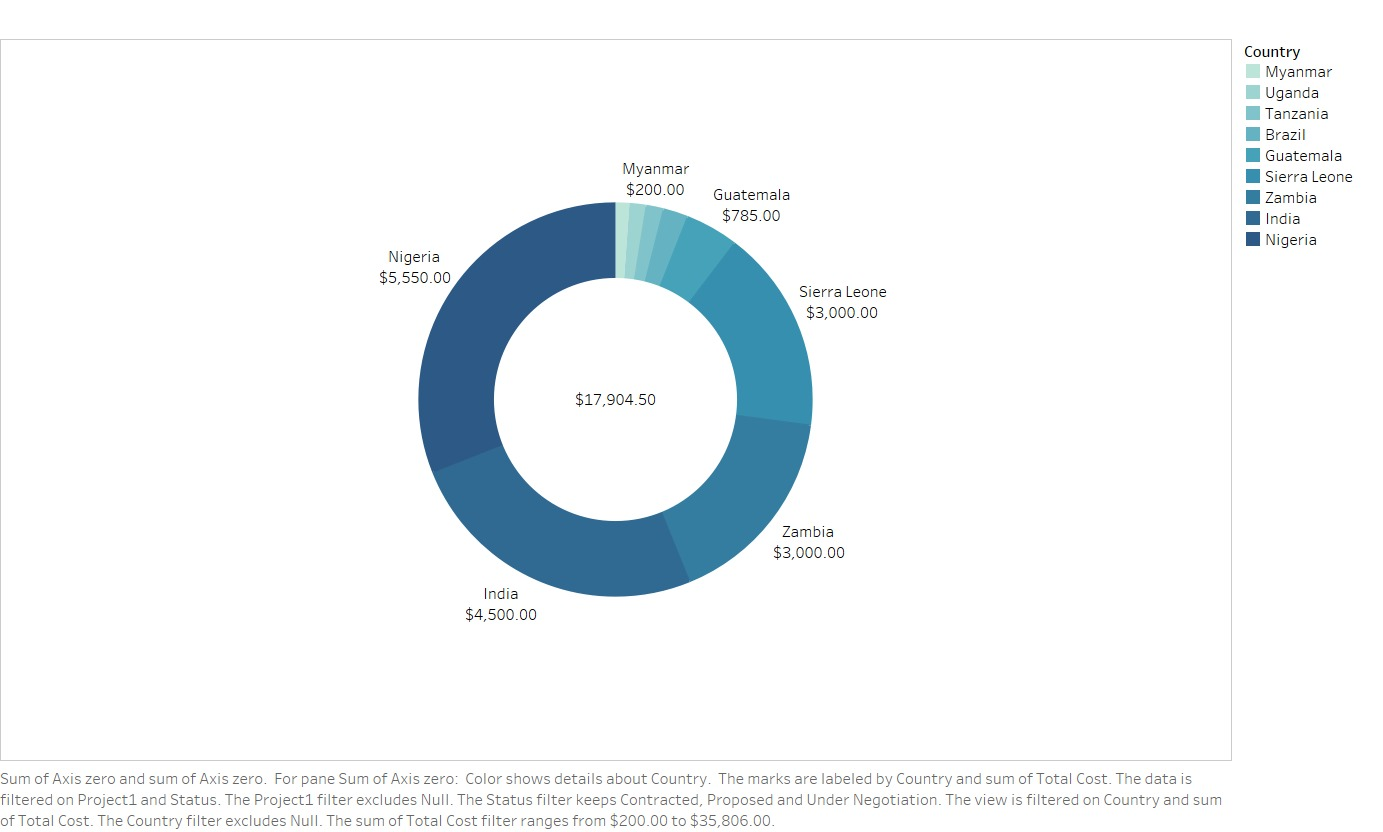 Country
Myanmar
Uganda
Tanzania
Brazil
Guatemala
Sierra Leone
Zambia
India
Nigeria
Myanmar
$200.00
Guatemala
$785.00
Nigeria
$5,550.00
Sierra Leone
$3,000.00
$17,904.50
Zambia
$3,000.00
India
$4,500.00
Sum of Axis zero and sum of Axis zero.  For pane Sum of Axis zero:  Color shows details about Country.  The marks are labeled by Country and sum of Total Cost. The data is
filtered on Project1 and Status. The Project1 filter excludes Null. The Status filter keeps Contracted, Proposed and Under Negotiation. The view is filtered on Country and sum
of Total Cost. The Country filter excludes Null. The sum of Total Cost filter ranges from $200.00 to $35,806.00.